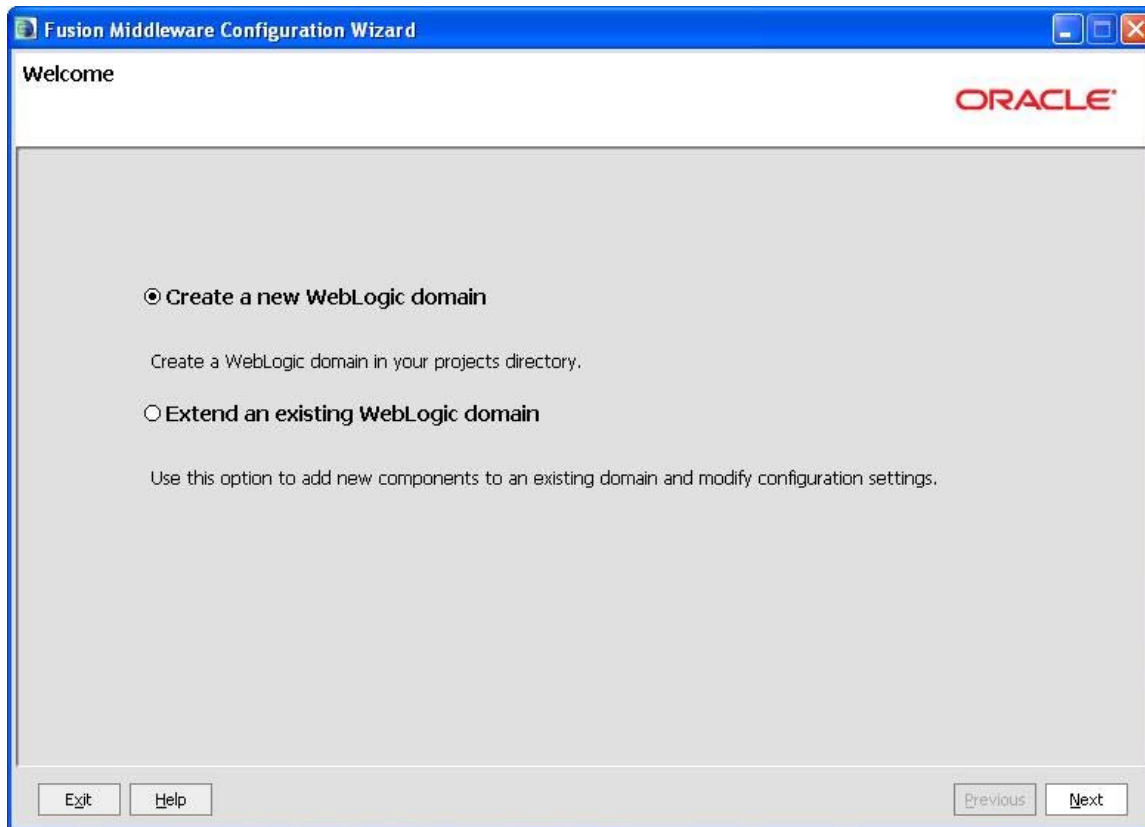 Fusion Middleware Configuration Wizard
Welcome
ORACLE
Create a new WebLogic domain
Create a WebLogic domain in your projects directory.
Extend an existing WebLogic domain
Use this option to add new components to an existing domain and modify configuration settings.
Exit Help Previous Next